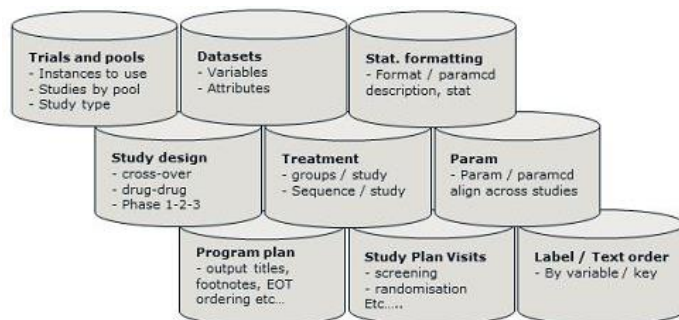 Trials and pools
- Instances to use
- Studies by pool
- Study type
Datasets
- Variables
- Attributes
Stat. formatting
- Format / paramcd
description, stat
Study design
- cross-over
- drug-drug
- Phase 1-2-3
Treatment
- groups / study
- Sequence / study
Param
- Param / paramcd
align across studies
Program plan
- output titles,
footnotes, EOT
ordering etc...
Study Plan Visits
- screening
- randomisation
Etc.....
Label / Text order
- By variable / key